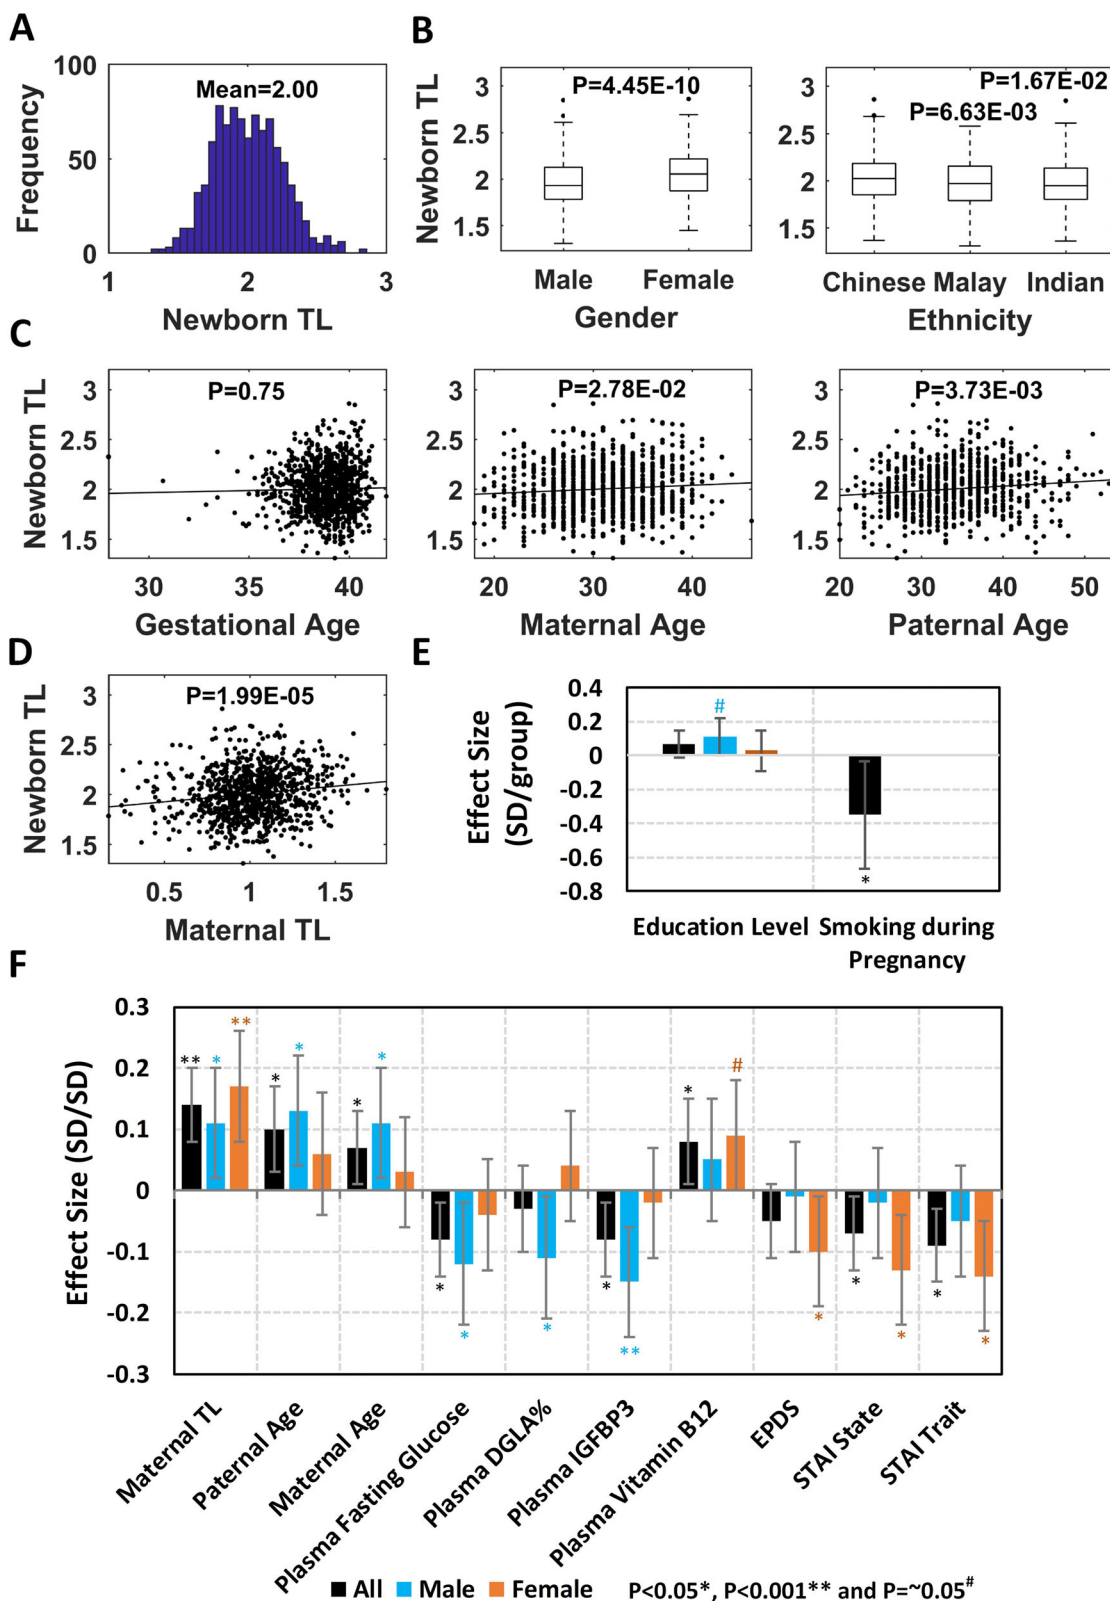 A
100
50
0
Frequency
Mean=2.00
1 2 3
Newborn TL
B
3
2.5
2
1.5
Newborn TL
P=4.45E-10
Male Female
Gender
3
2.5
2
1.5
P=1.67E-02
P=6.63E-03
Chinese Malay Indian
Ethnicity
C
3
2.5
2
1.5
Newborn TL
P=0.75
30 35 40
Gestational Age
3
2.5
2
1.5
P=2.78E-02
20 30 40
Maternal Age
3
2.5
2
1.5
P=3.73E-03
20 30 40 50
Paternal Age
D
3
2.5
2
1.5
Newborn TL
P=1.99E-05
0.5 1 1.5
Maternal TL
E
0.4
0.2
0
-0.2
-0.4
-0.6
-0.8
Effect Size
(SD/group)
#
*
Education Level Smoking during
Pregnancy
F
0.3
0.2
0.1
0
-0.1
-0.2
-0.3
Effect Size (SD/SD)
** * **
* *
* *
* *
*
* **
* #
*
* *
* *
Maternal TL
Paternal Age
Maternal Age
Plasma Fasting Glucose
Plasma DGLA%
Plasma IGFBP3
Plasma Vitamin B12
EPDS
STAI State
STAI Trait
All Male Female P<0.05*, P<0.001** and P=~0.05#